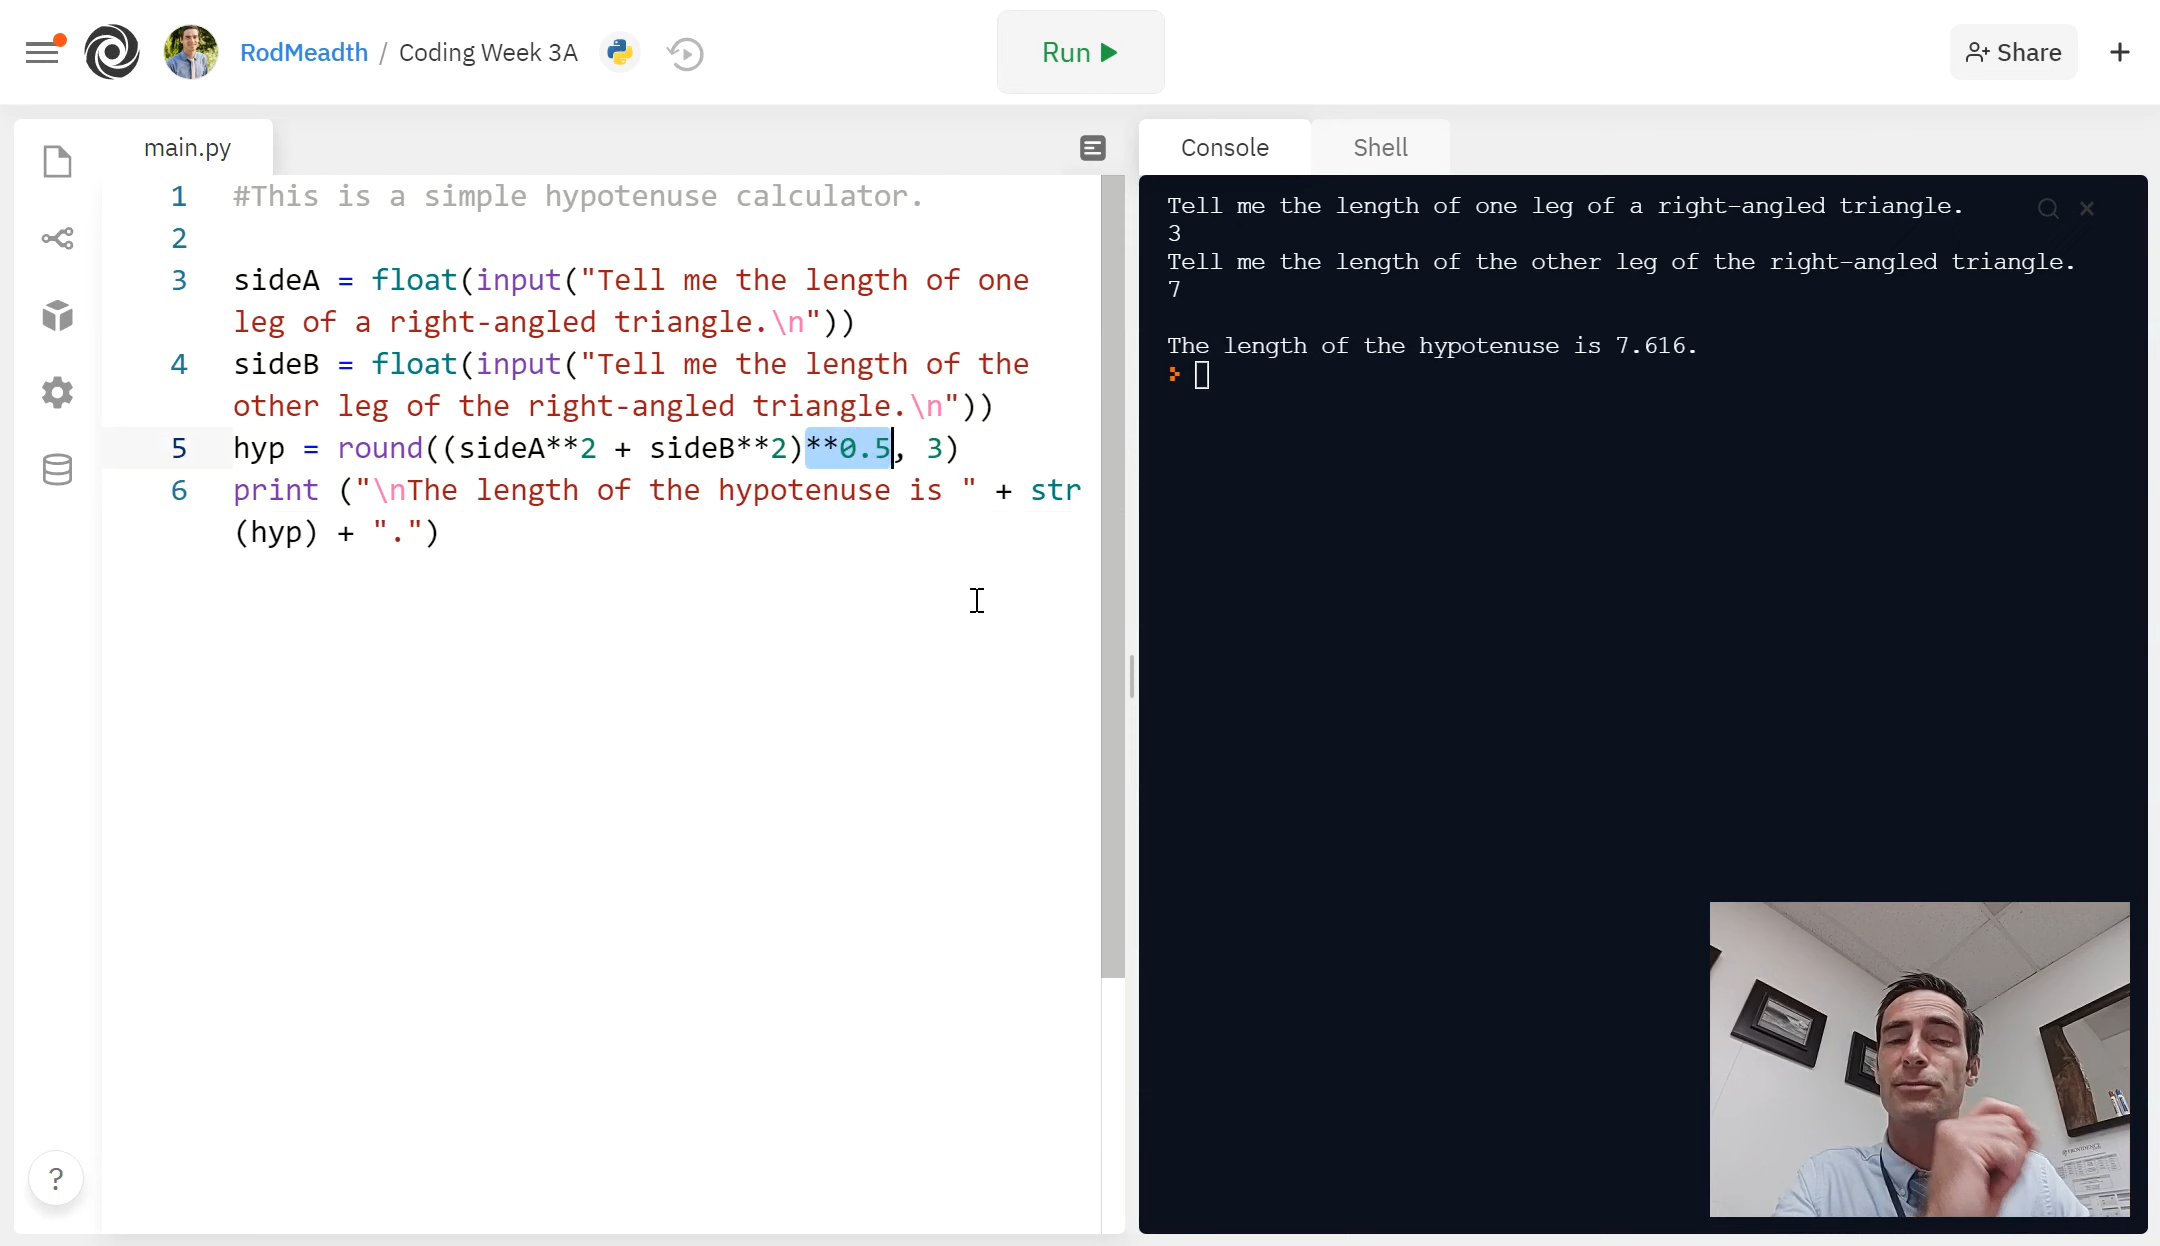 RodMeadth / Coding Week 3A
Run
Share
main.py
1 #This is a simple hypotenuse calculator.
2
3 sideA = float(input("Tell me the length of one
leg of a right-angled triangle.\n"))
4 sideB = float(input("Tell me the length of the
other leg of the right-angled triangle.\n"))
5 hyp = round((sideA**2 + sideB**2)**0.5, 3)
6 print ("\nThe length of the hypotenuse is " + str
(hyp) + ".")
?
Console Shell
Tell me the length of one leg of a right-angled triangle.
3
Tell me the length of the other leg of the right-angled triangle.
7
The length of the hypotenuse is 7.616.
PROVIDENCE